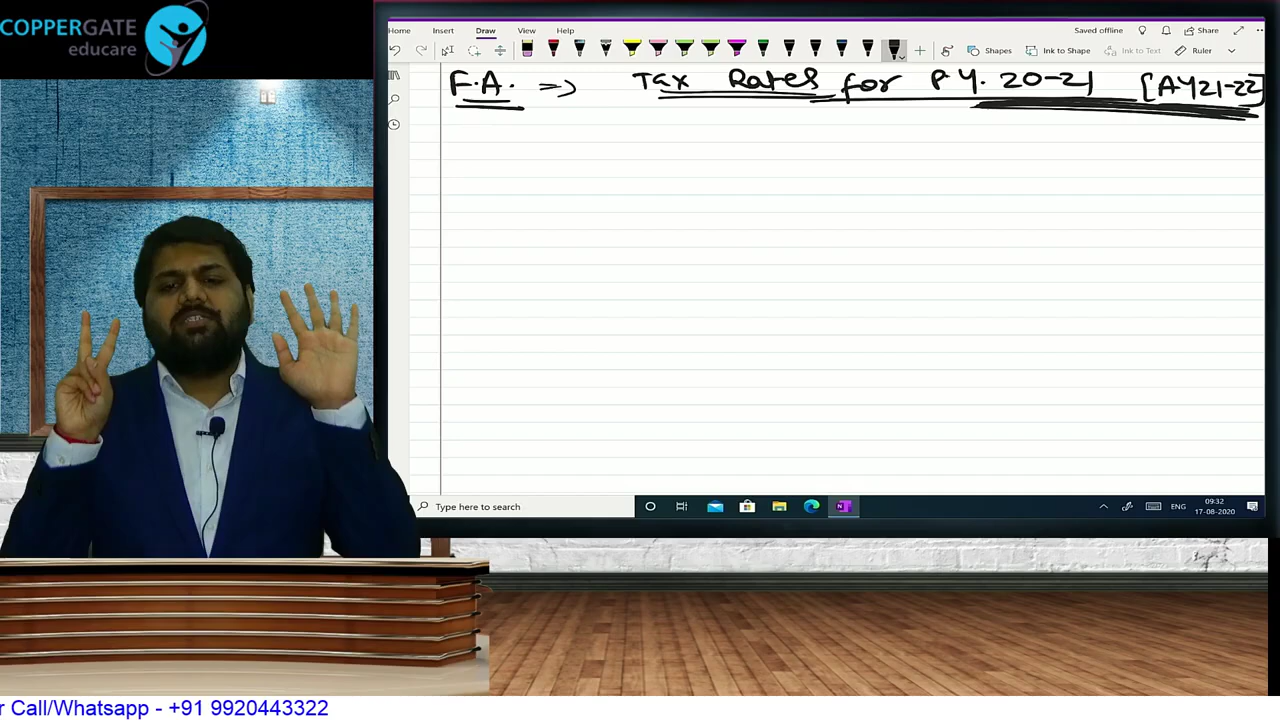 COPPERGATE
educare
Home Insert Draw View Help
Saved offline
Share
Shapes
Ink to Shape
Ink to Text
Ruler
F.A. => Tax Rates for P.Y. 20-21 [AY21-22]
Type here to search
ENG
09:32
17-08-2020
r Call/Whatsapp - +91 9920443322